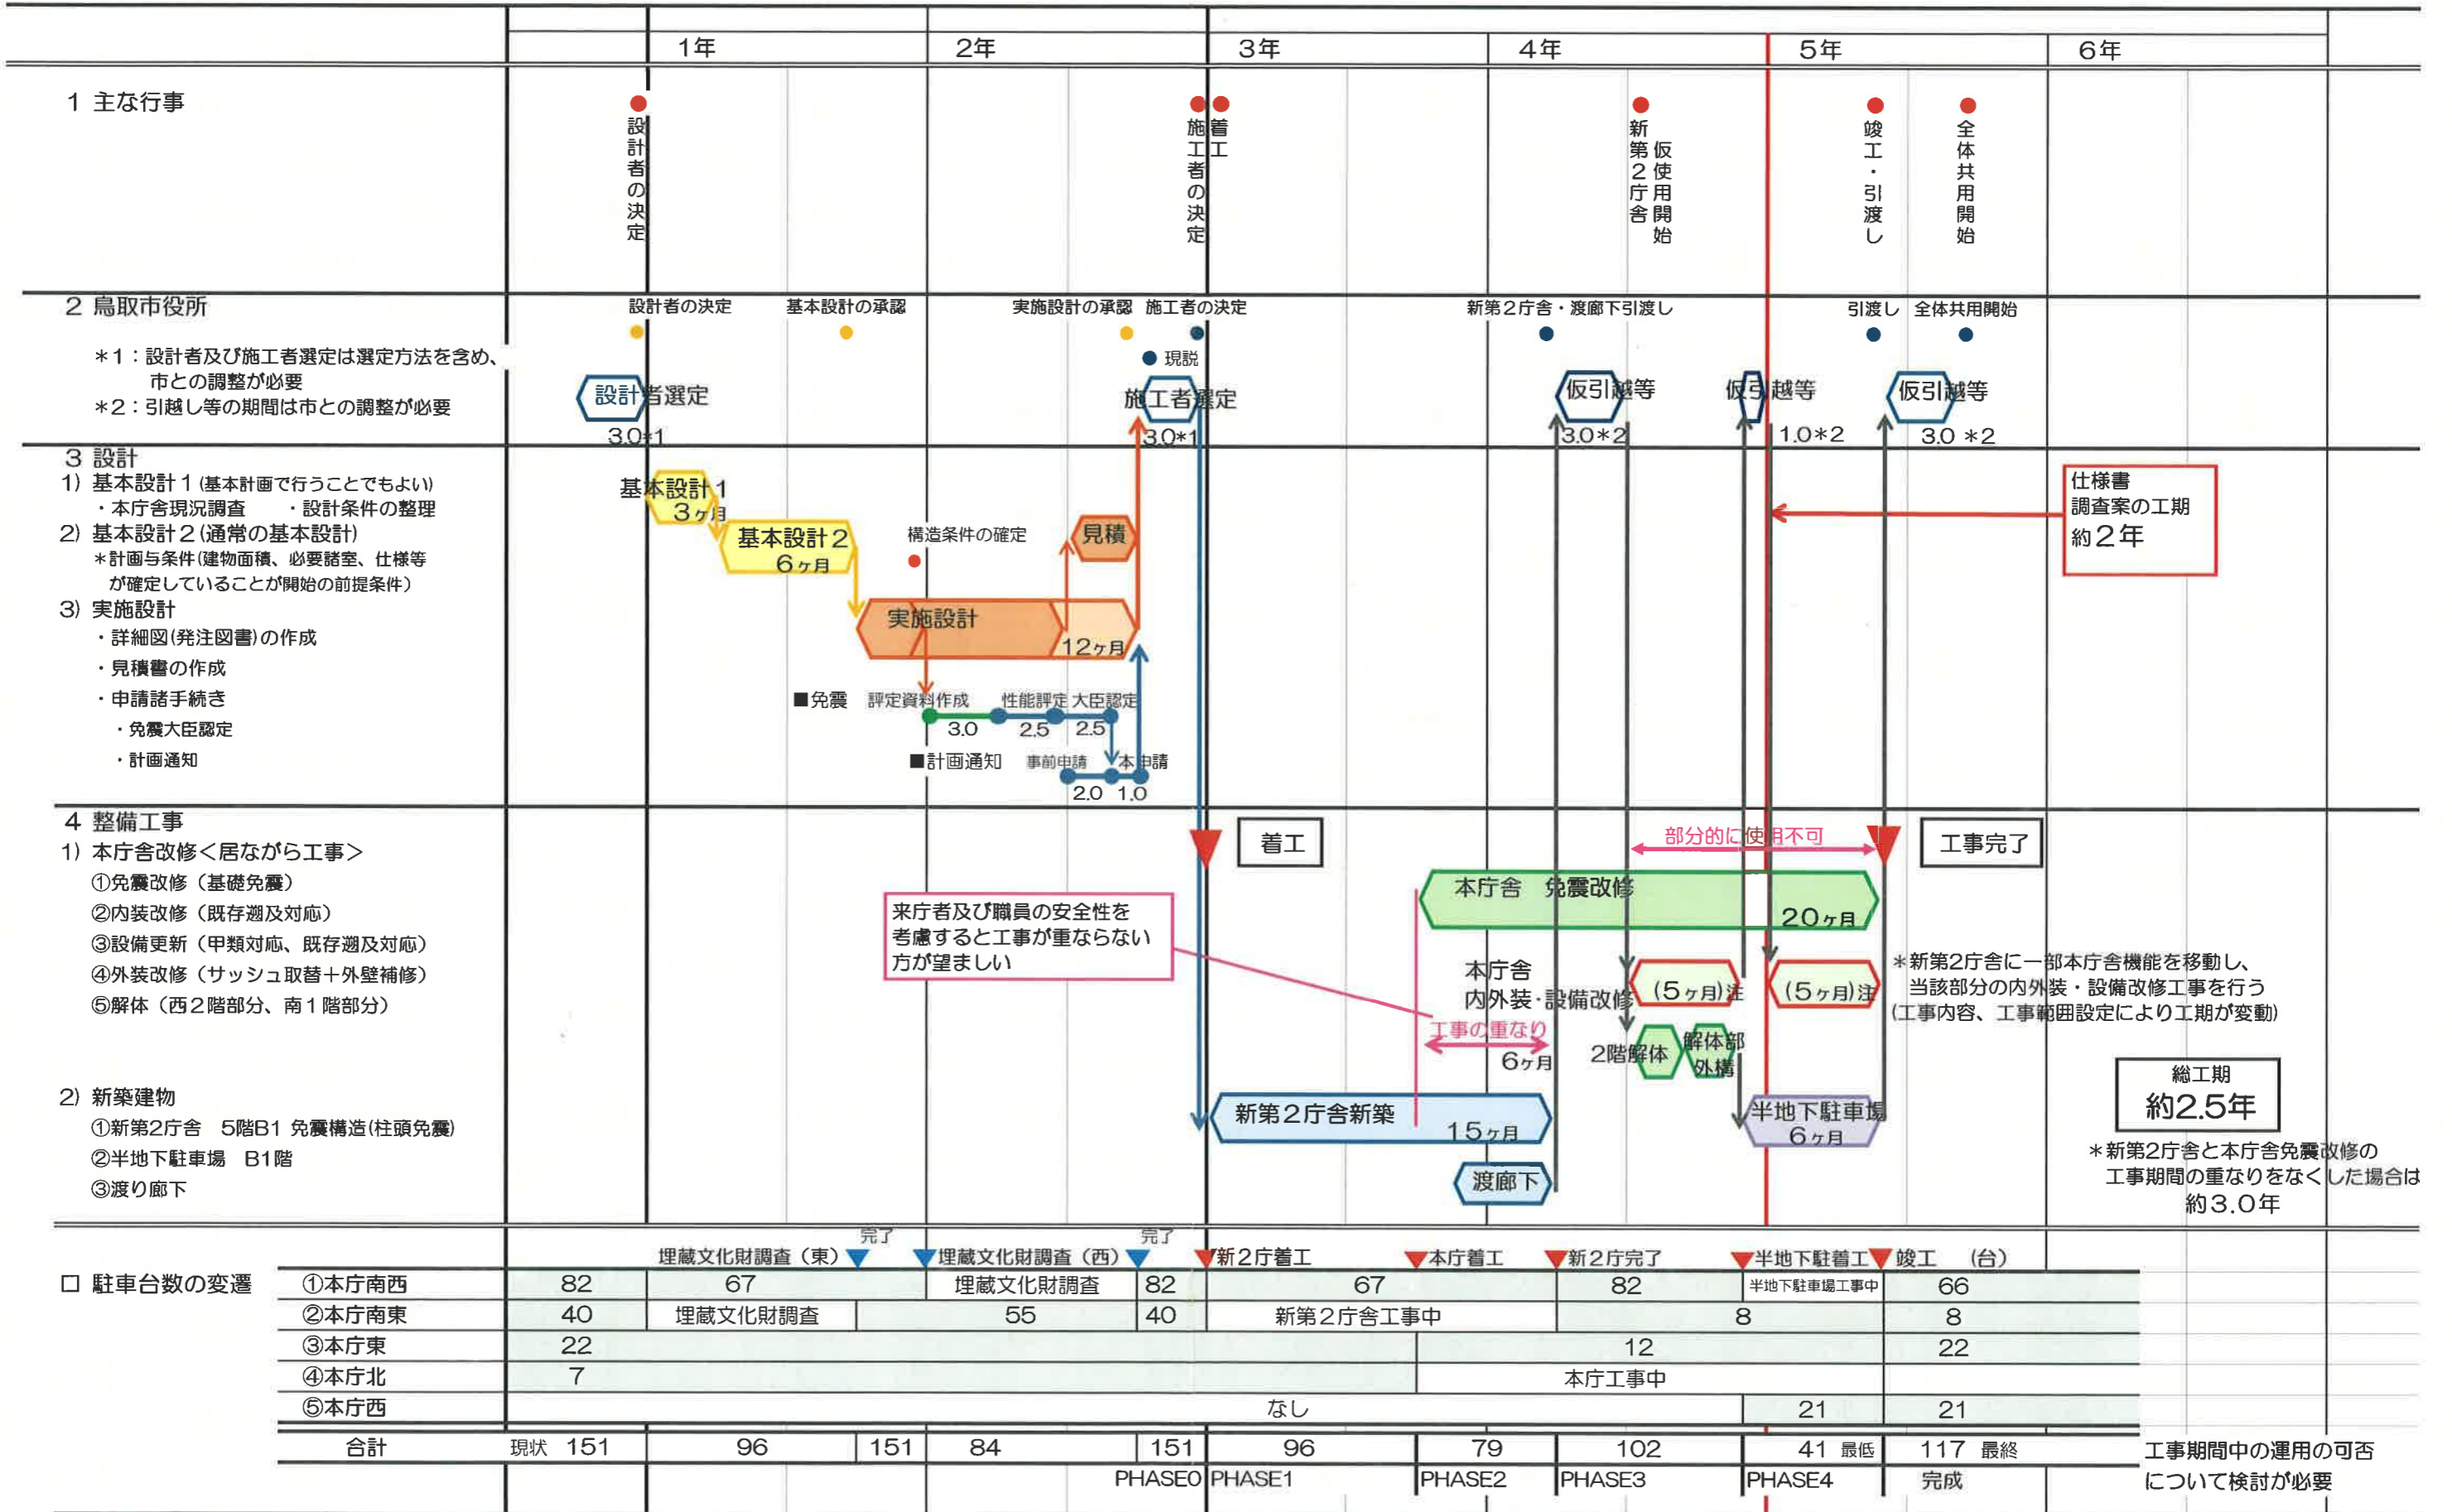 1年 2年 3年 4年 5年 6年
1 主な行事
設計者の決定
施工者の決定
着工
新第2庁舎
仮使用開始
竣工・引渡し
全体共用開始
2 鳥取市役所
設計者の決定 基本設計の承認 実施設計の承認 施工者の決定 新第2庁舎・渡廊下引渡し 引渡し 全体共用開始
現説
*1：設計者及び施工者選定は選定方法を含め、
市との調整が必要
*2：引越し等の期間は市との調整が必要
設計者選定 施工者選定 仮引越等 仮引越等 仮引越等
3.0*1 3.0*1 3.0*2 1.0*2 3.0 *2
3 設計
1) 基本設計1(基本計画で行うことでもよい)
・本庁舎現況調査 ・設計条件の整理
2) 基本設計2(通常の基本設計)
*計画与条件(建物面積、必要諸室、仕様等
が確定していることが開始の前提条件)
3) 実施設計
・詳細図(発注図書)の作成
・見積書の作成
・申請諸手続き
・免震大臣認定
・計画通知
基本設計1
3ヶ月
基本設計2
6ヶ月
構造条件の確定
見積
実施設計
12ヶ月
■免震 評定資料作成 性能評定 大臣認定
3.0 2.5 2.5
■計画通知 事前申請 本申請
2.0 1.0
仕様書
調査案の工期
約2年
4 整備工事
1) 本庁舎改修＜居ながら工事＞
①免震改修（基礎免震）
②内装改修（既存遡及対応）
③設備更新（甲類対応、既存遡及対応）
④外装改修（サッシュ取替＋外壁補修）
⑤解体（西2階部分、南1階部分）
着工
部分的に使用不可
工事完了
本庁舎 免震改修
20ヶ月
来庁者及び職員の安全性を
考慮すると工事が重ならない
方が望ましい
本庁舎
内外装・設備改修
(5ヶ月)注 (5ヶ月)注
*新第2庁舎に一部本庁舎機能を移動し、
当該部分の内外装・設備改修工事を行う
(工事内容、工事範囲設定により工期が変動)
工事の重なり
6ヶ月
2階解体
解体部
外構
2) 新築建物
①新第2庁舎 5階B1 免震構造(柱頭免震)
②半地下駐車場 B1階
③渡り廊下
新第2庁舎新築
15ヶ月
渡廊下
半地下駐車場
6ヶ月
総工期
約2.5年
*新第2庁舎と本庁舎免震改修の
工事期間の重なりをなくした場合は
約3.0年
完了 完了
埋蔵文化財調査（東） 埋蔵文化財調査（西） 新2庁着工 本庁着工 新2庁完了 半地下駐着工 竣工 （台）
□ 駐車台数の変遷 ①本庁南西 82 67 埋蔵文化財調査 82 67 82 半地下駐車場工事中 66
②本庁南東 40 埋蔵文化財調査 55 40 新第2庁舎工事中 8 8
③本庁東 22 12 22
④本庁北 7 本庁工事中
⑤本庁西 なし 21 21
合計 現状 151 96 151 84 151 96 79 102 41 最低 117 最終
PHASE0 PHASE1 PHASE2 PHASE3 PHASE4 完成
工事期間中の運用の可否
について検討が必要